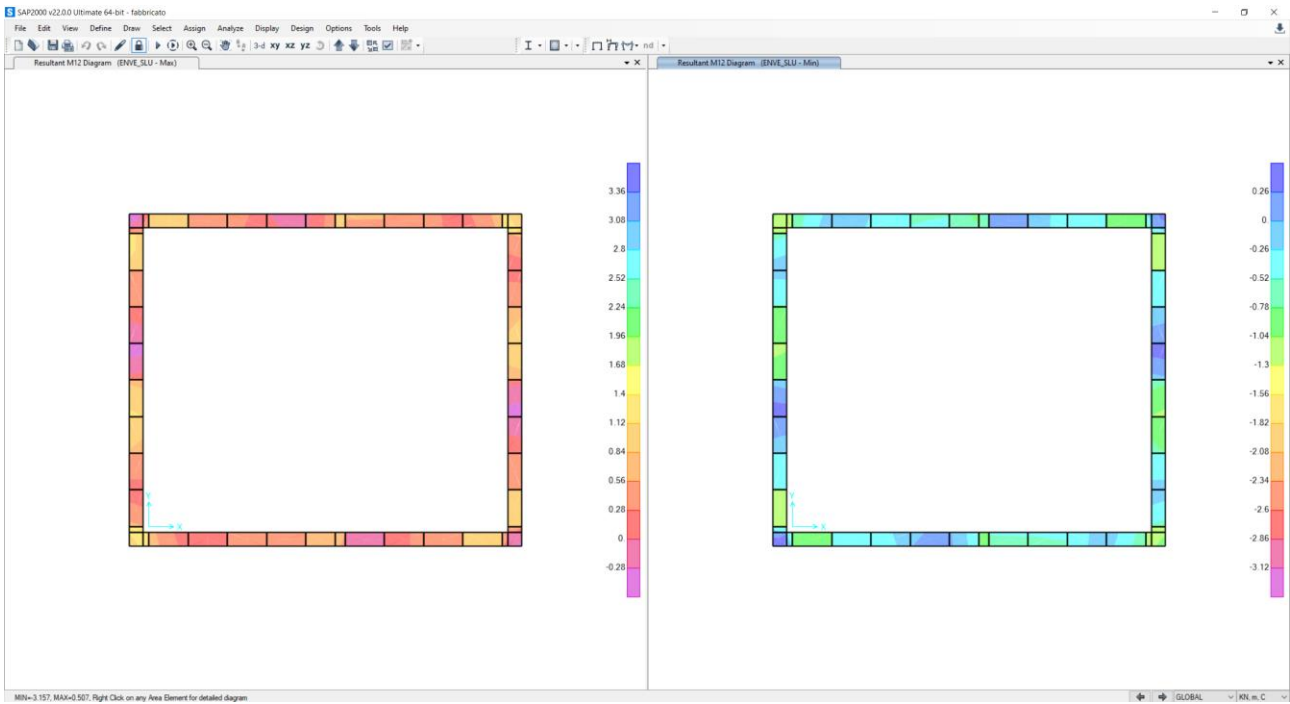 SAP2000 v22.0.0 Ultimate 64-bit - fabbricato
File Edit View Define Draw Select Assign Analyze Display Design Options Tools Help
3-d xy xz yz nd
Resultant M12 Diagram (ENVE_SLU - Max)
Resultant M12 Diagram (ENVE_SLU - Min)
3.36
3.08
2.8
2.52
2.24
1.96
1.68
1.4
1.12
0.84
0.56
0.28
0
-0.28
Y
X
0.26
0
-0.26
-0.52
-0.78
-1.04
-1.3
-1.56
-1.82
-2.08
-2.34
-2.6
-2.86
-3.12
Y
X
MIN=-3.157, MAX=0.507, Right Click on any Area Element for detailed diagram
GLOBAL
KN, m, C